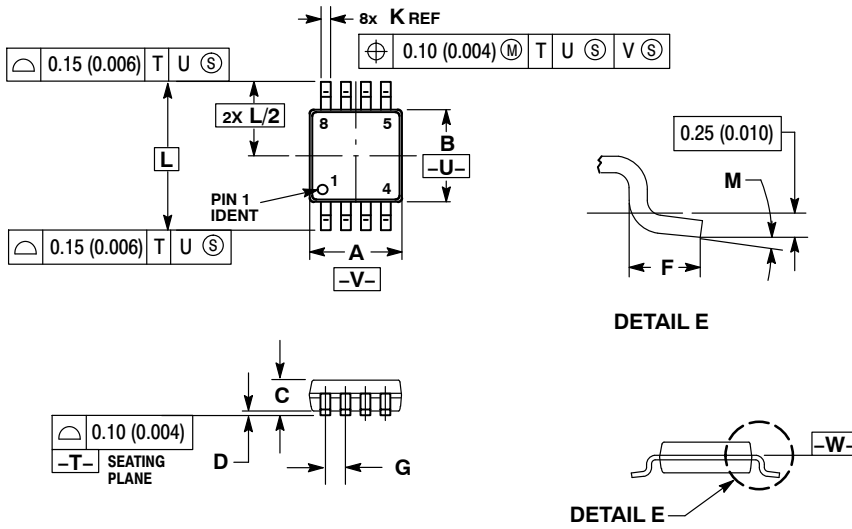 8x K REF
⌖ 0.10 (0.004) Ⓜ T U Ⓢ V Ⓢ
⌓ 0.15 (0.006) T U Ⓢ
2X L/2
8 5
B
–U–
L
PIN 1
IDENT
1
4
⌓ 0.15 (0.006) T U Ⓢ
A
–V–
0.25 (0.010)
M
F
DETAIL E
C
⌓ 0.10 (0.004)
–T– SEATING
PLANE
D
G
–W–
DETAIL E